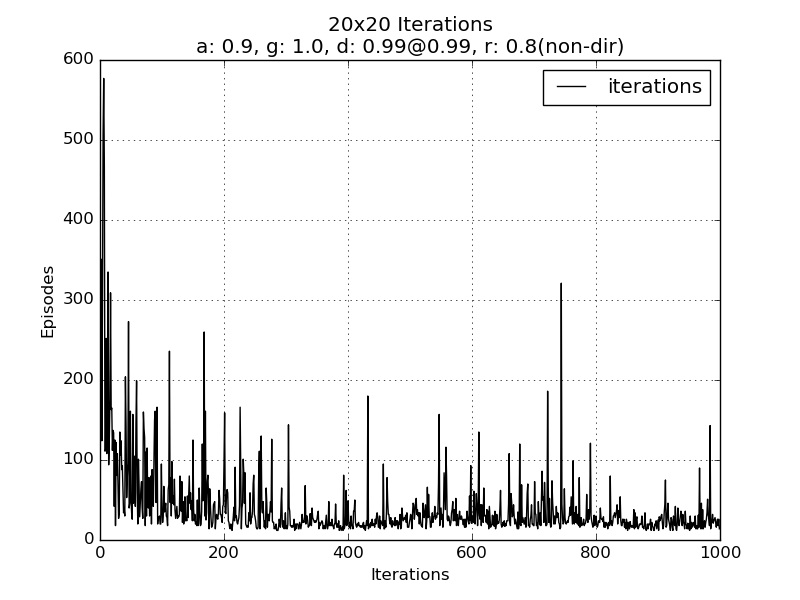 20x20 Iterations
a: 0.9, g: 1.0, d: 0.99@0.99, r: 0.8(non-dir)
iterations
600
500
400
300
200
100
0
Episodes
0 200 400 600 800 1000
Iterations